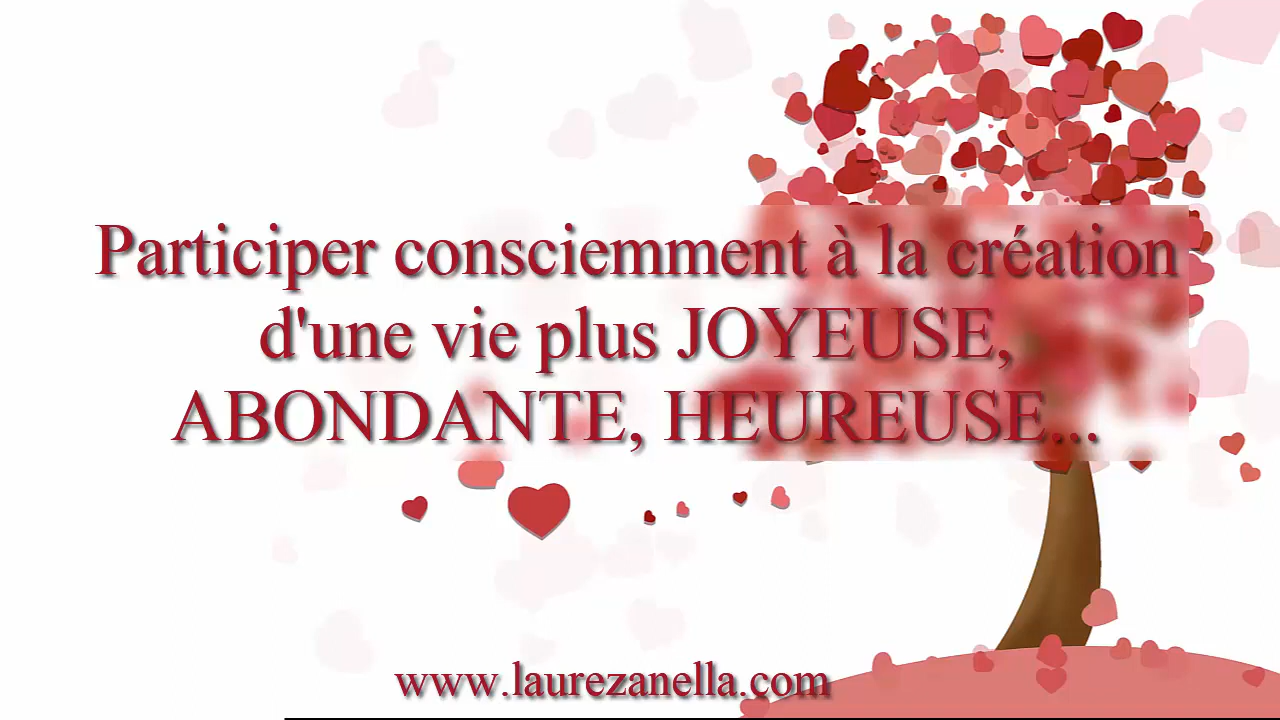 Participer consciemment à la création
d'une vie plus JOYEUSE,
ABONDANTE, HEUREUSE...
www.laurezanella.com